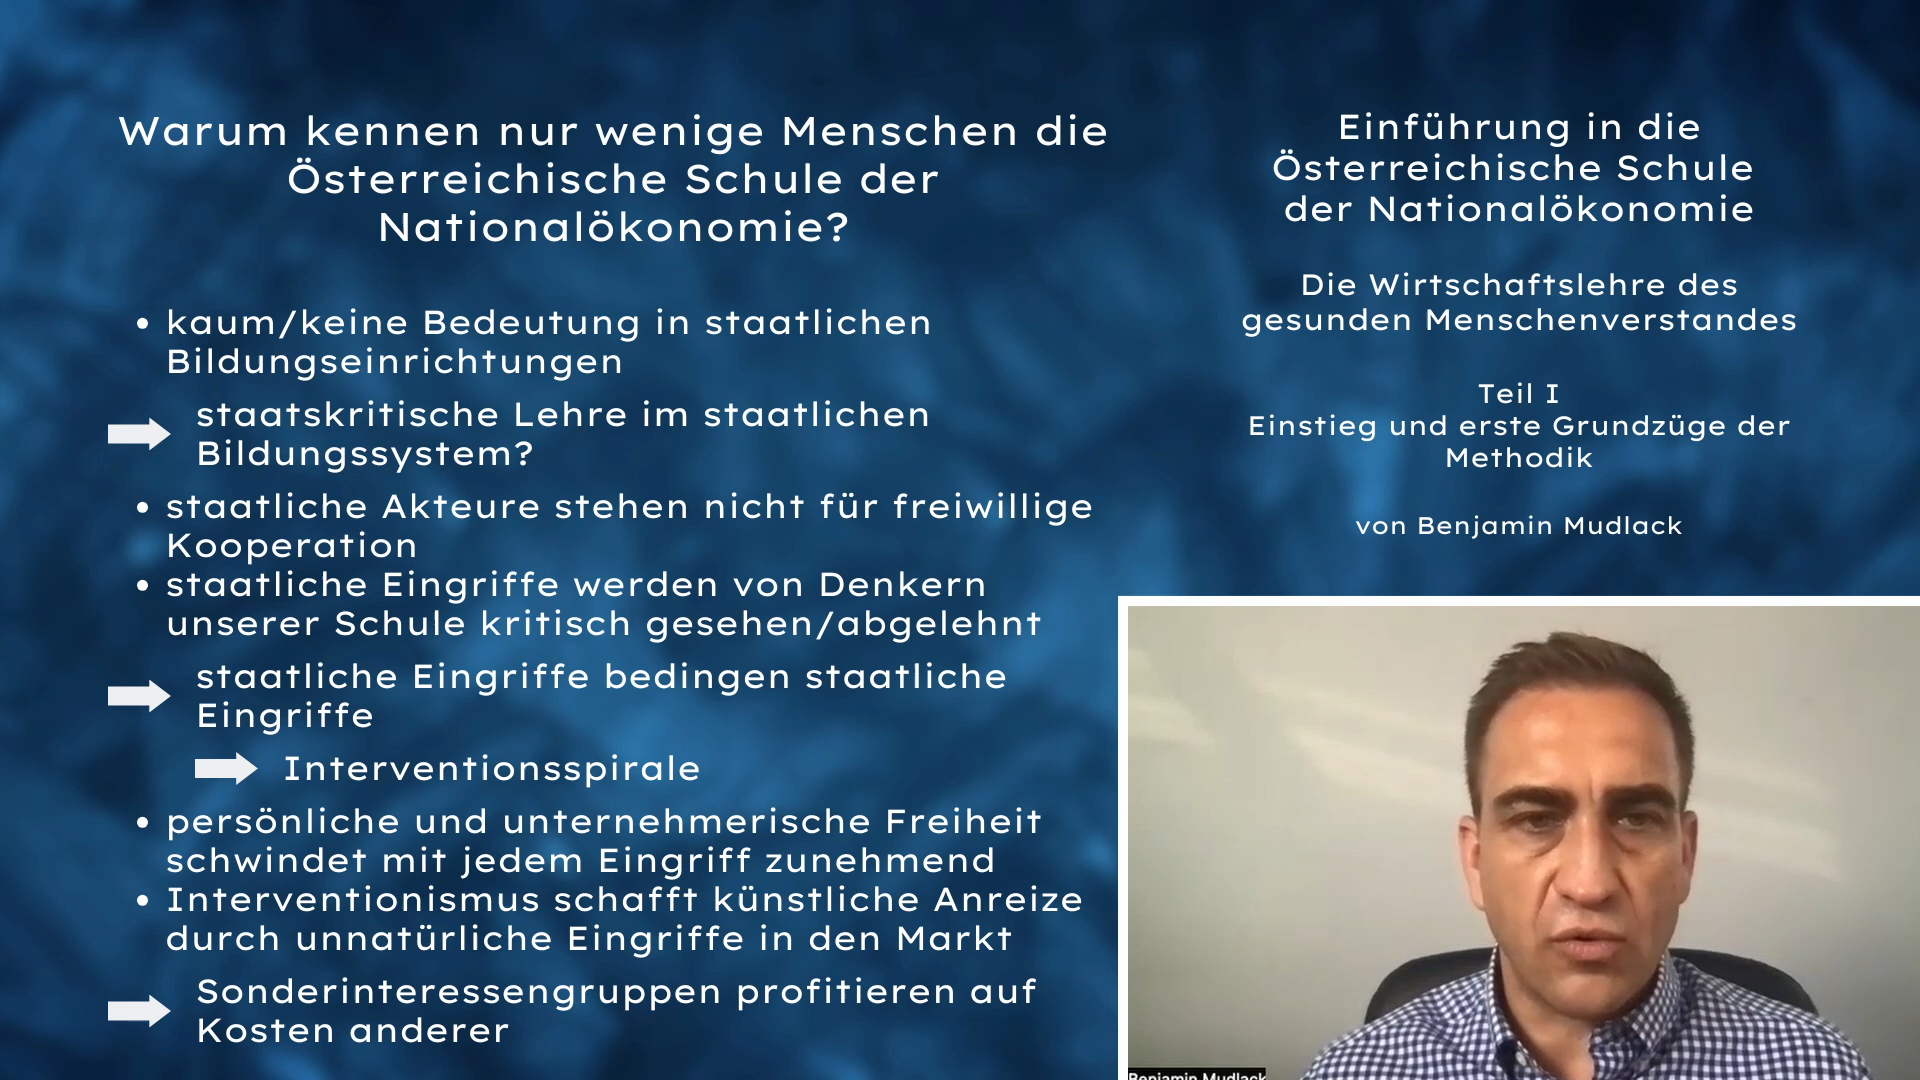 Warum kennen nur wenige Menschen die
Österreichische Schule der
Nationalökonomie?
• kaum/keine Bedeutung in staatlichen
Bildungseinrichtungen
staatskritische Lehre im staatlichen
Bildungssystem?
• staatliche Akteure stehen nicht für freiwillige
Kooperation
• staatliche Eingriffe werden von Denkern
unserer Schule kritisch gesehen/abgelehnt
staatliche Eingriffe bedingen staatliche
Eingriffe
Interventionsspirale
• persönliche und unternehmerische Freiheit
schwindet mit jedem Eingriff zunehmend
• Interventionismus schafft künstliche Anreize
durch unnatürliche Eingriffe in den Markt
Sonderinteressengruppen profitieren auf
Kosten anderer
Einführung in die
Österreichische Schule
der Nationalökonomie
Die Wirtschaftslehre des
gesunden Menschenverstandes
Teil I
Einstieg und erste Grundzüge der
Methodik
von Benjamin Mudlack
Benjamin Mudlack